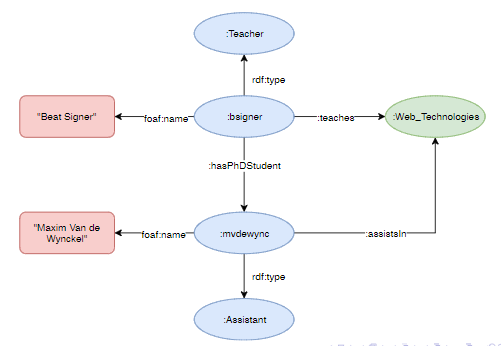 :Teacher
rdf:type
"Beat Signer"
foaf:name
:bsigner
:teaches
:Web_Technologies
:hasPhDStudent
"Maxim Van de
Wynckel"
foaf:name
:mvdewync
:assistsIn
rdf:type
:Assistant